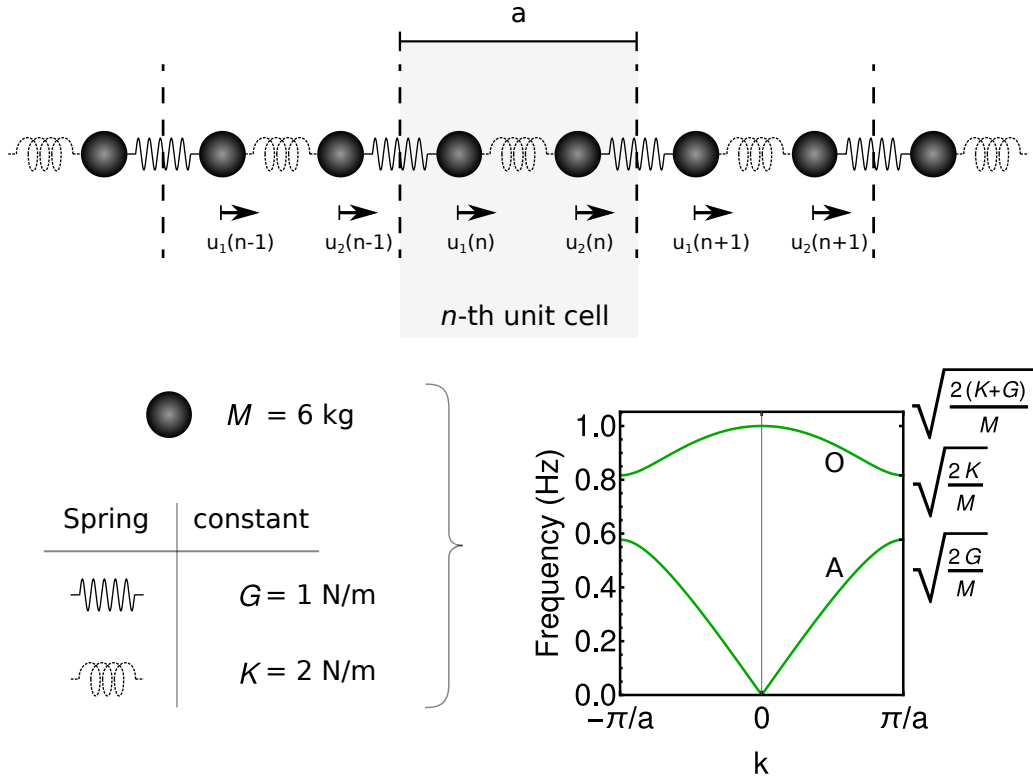 a
u₁(n-1) u₂(n-1) u₁(n) u₂(n) u₁(n+1) u₂(n+1)
n-th unit cell
M = 6 kg
Spring constant
G = 1 N/m
K = 2 N/m
Frequency (Hz)
1.0
0.8
0.6
0.4
0.2
0.0
O
A
−π/a 0 π/a
k
√(2(K+G)/M)
√(2K/M)
√(2G/M)